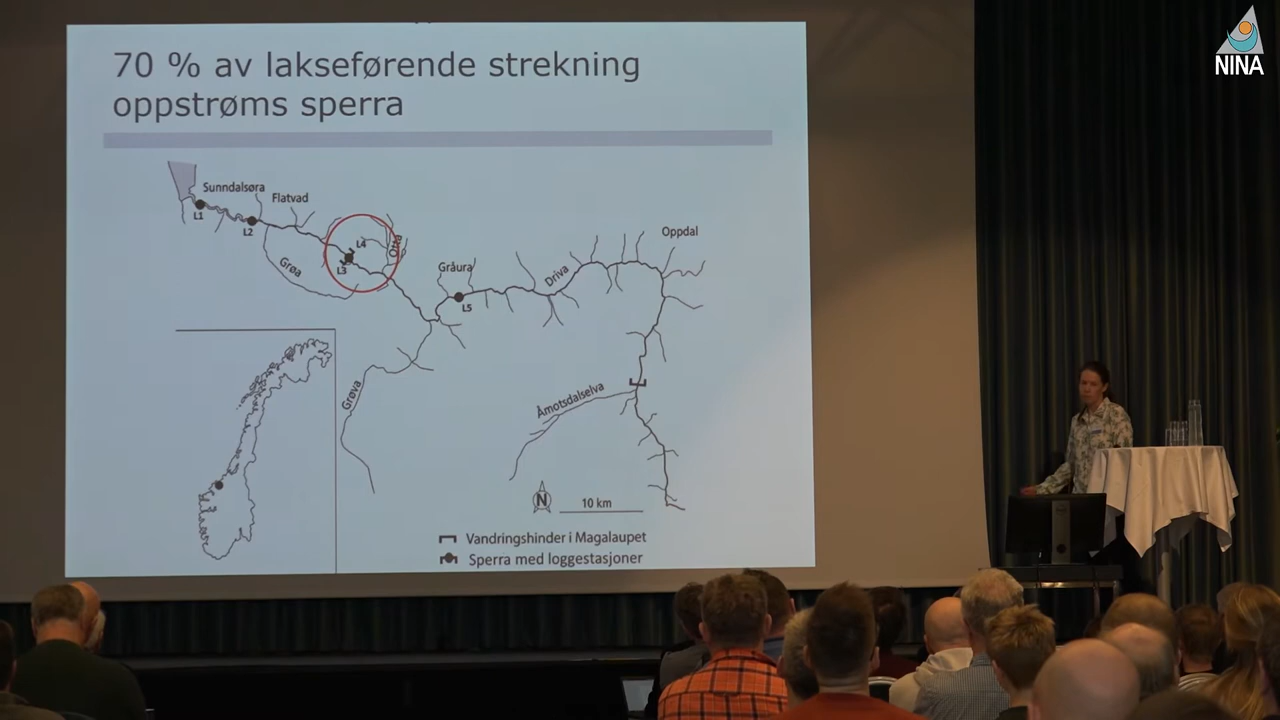 70 % av lakseførende strekning
oppstrøms sperra
Sunndalsøra
Flatvad
L1
L2
L4
L3
Otta
Grøa
Gråura
L5
Driva
Oppdal
Grøva
Åmotsdalselva
N
10 km
Vandringshinder i Magalaupet
Sperra med loggestasjoner
NINA